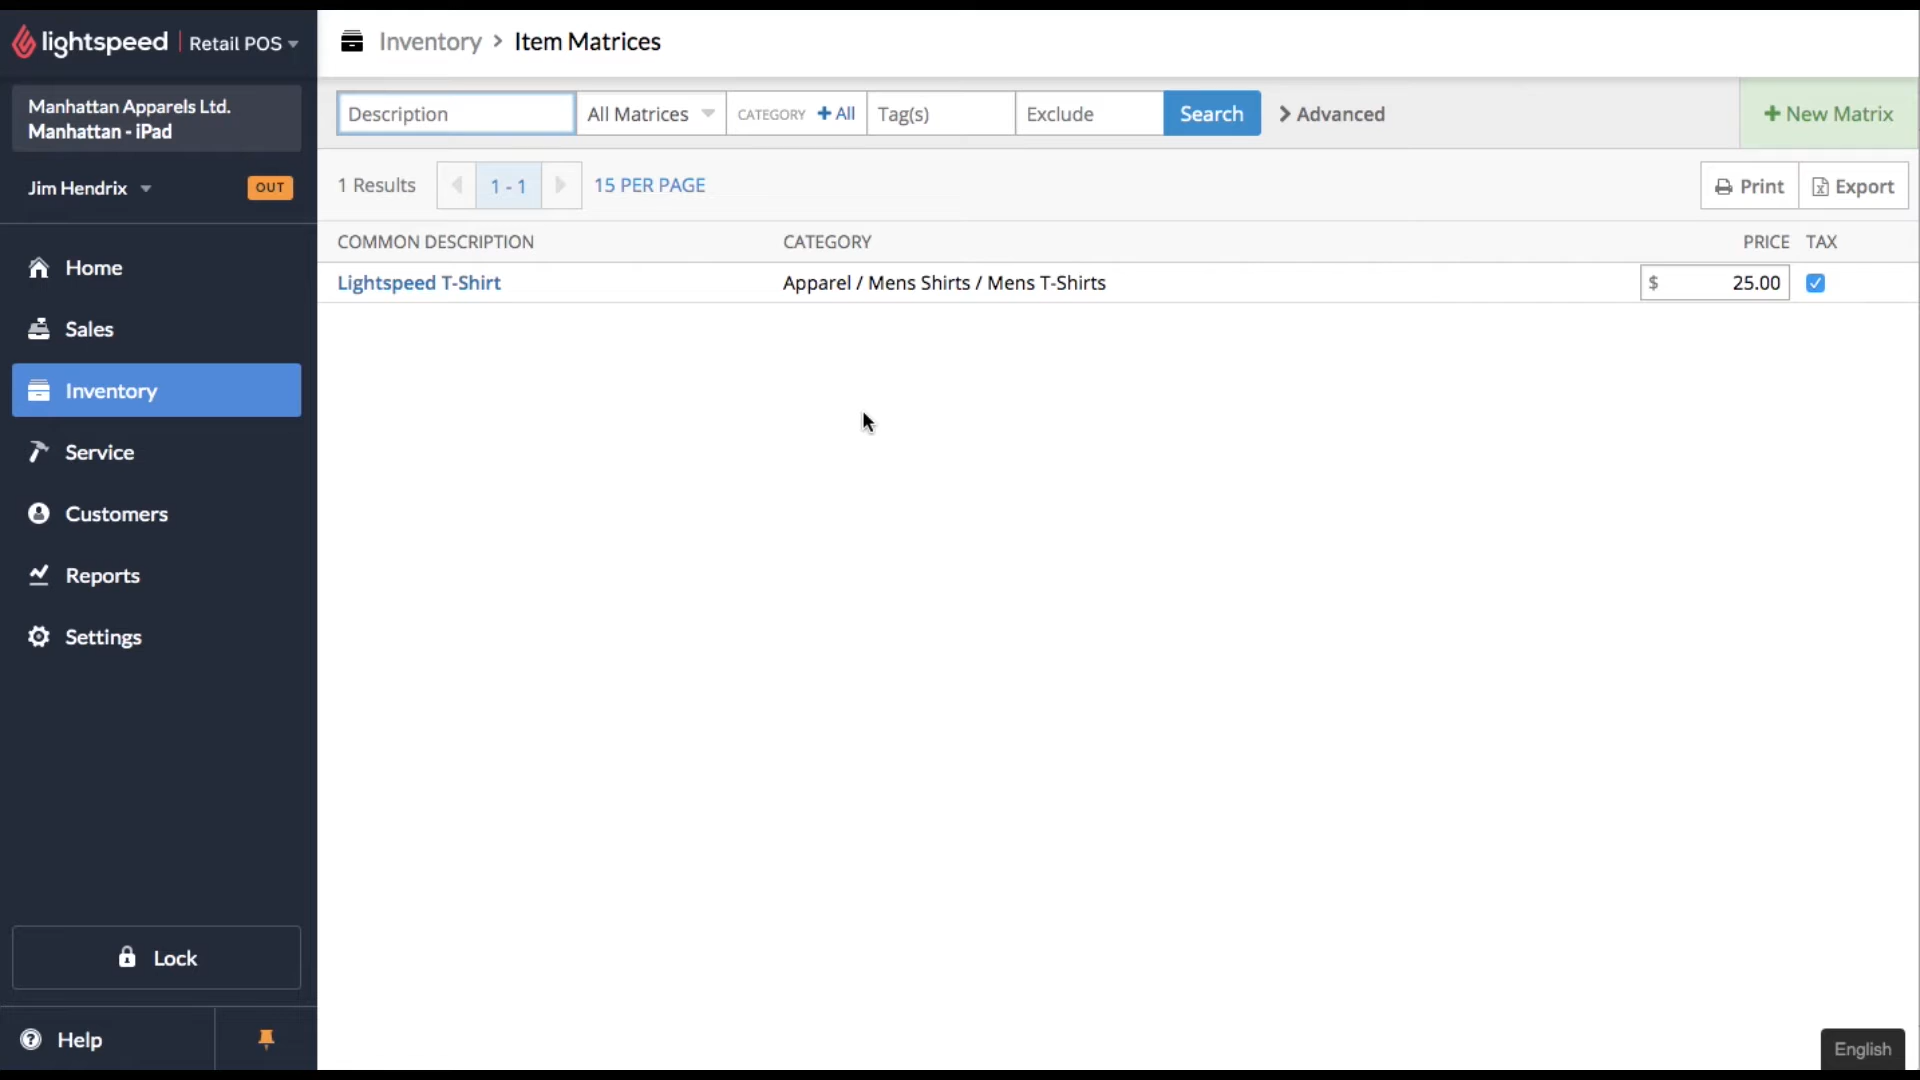 lightspeed | Retail POS
Inventory > Item Matrices
Manhattan Apparels Ltd.
Manhattan - iPad
Description
All Matrices
CATEGORY + All
Tag(s)
Exclude
Search
Advanced
+ New Matrix
Jim Hendrix
OUT
1 Results
1 - 1
15 PER PAGE
Print
Export
COMMON DESCRIPTION
CATEGORY
PRICE
TAX
Lightspeed T-Shirt
Apparel / Mens Shirts / Mens T-Shirts
$ 25.00
Home
Sales
Inventory
Service
Customers
Reports
Settings
Lock
Help
English